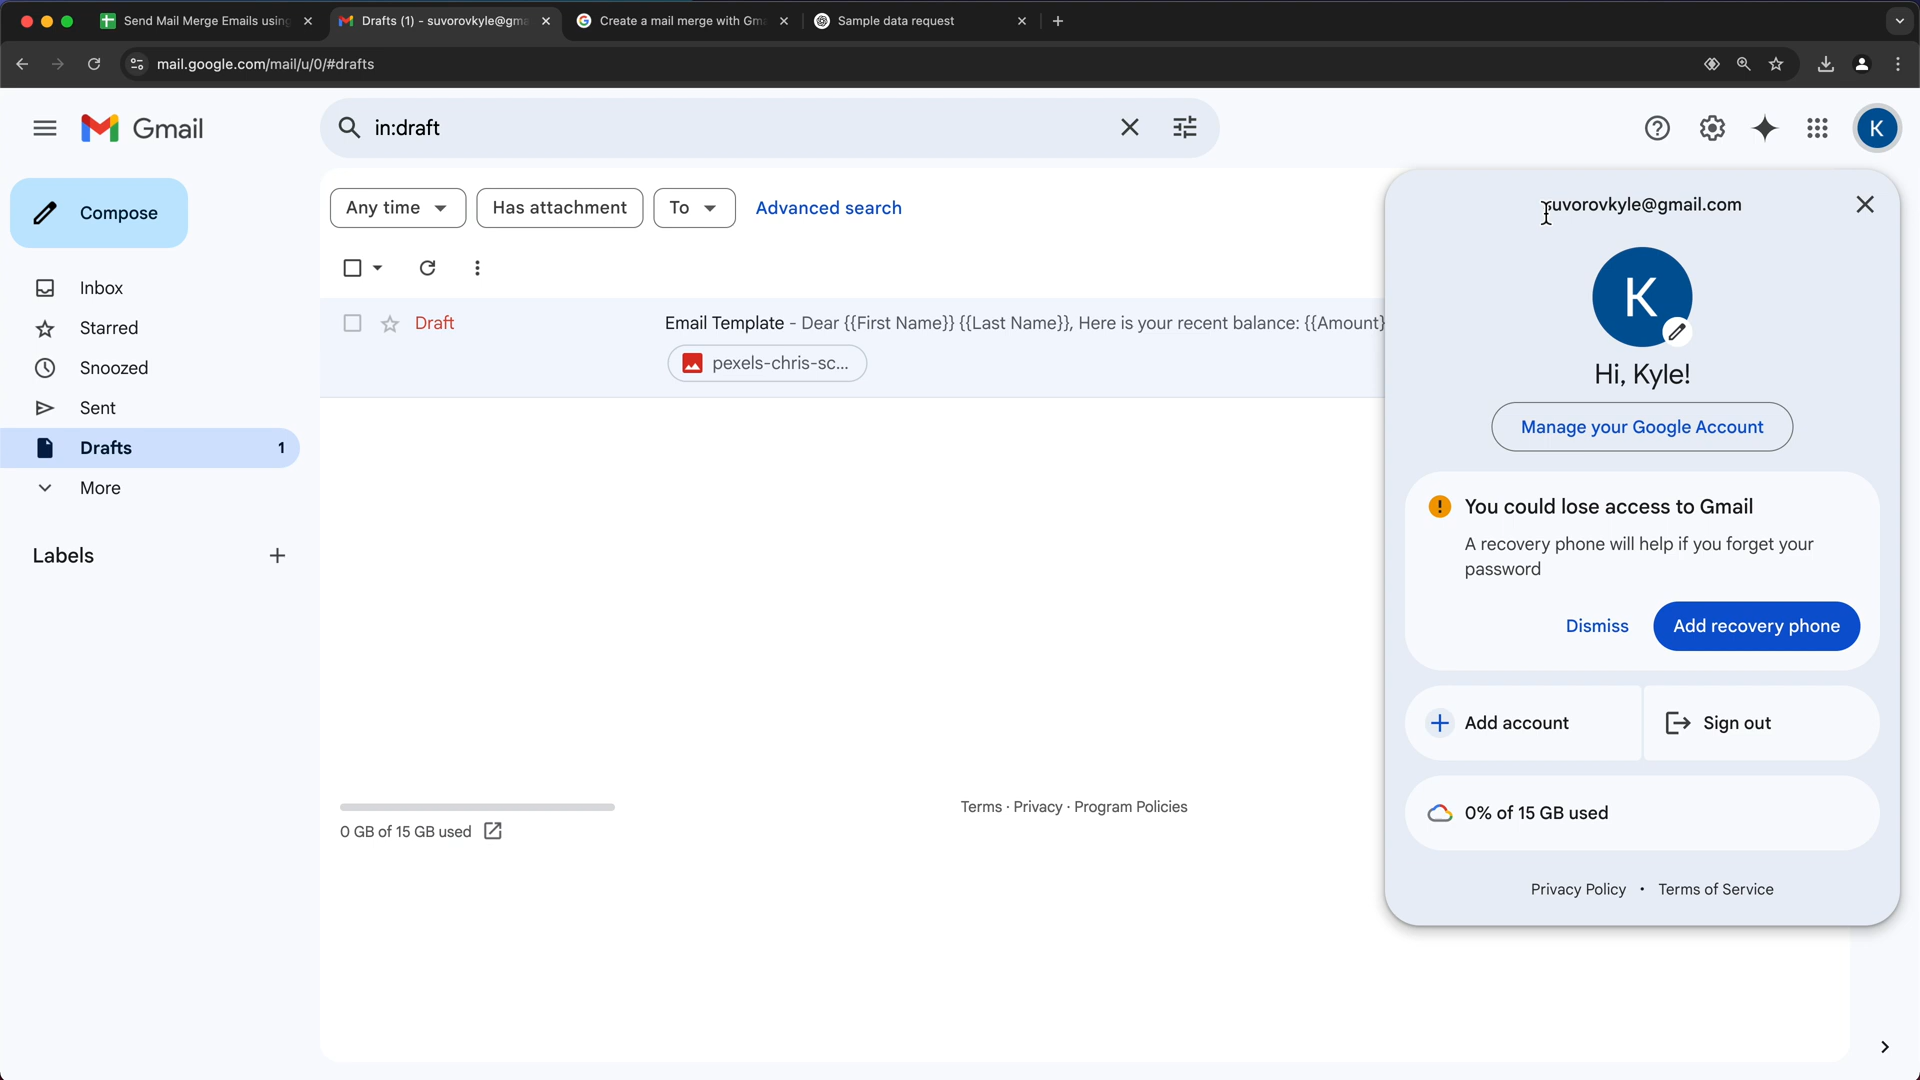 Send Mail Merge Emails using
Drafts (1) - suvorovkyle@gma
Create a mail merge with Gm
Sample data request
mail.google.com/mail/u/0/#drafts
Gmail
in:draft
K
Compose
Any time
Has attachment
To
Advanced search
suvorovkyle@gmail.com
K
Hi, Kyle!
Manage your Google Account
Inbox
Starred
Snoozed
Sent
Drafts 1
More
Labels
Draft
Email Template - Dear {{First Name}} {{Last Name}}, Here is your recent balance: {{Amount}
pexels-chris-sc...
You could lose access to Gmail
A recovery phone will help if you forget your
password
Dismiss
Add recovery phone
Add account
Sign out
0% of 15 GB used
Terms · Privacy · Program Policies
0 GB of 15 GB used
Privacy Policy • Terms of Service